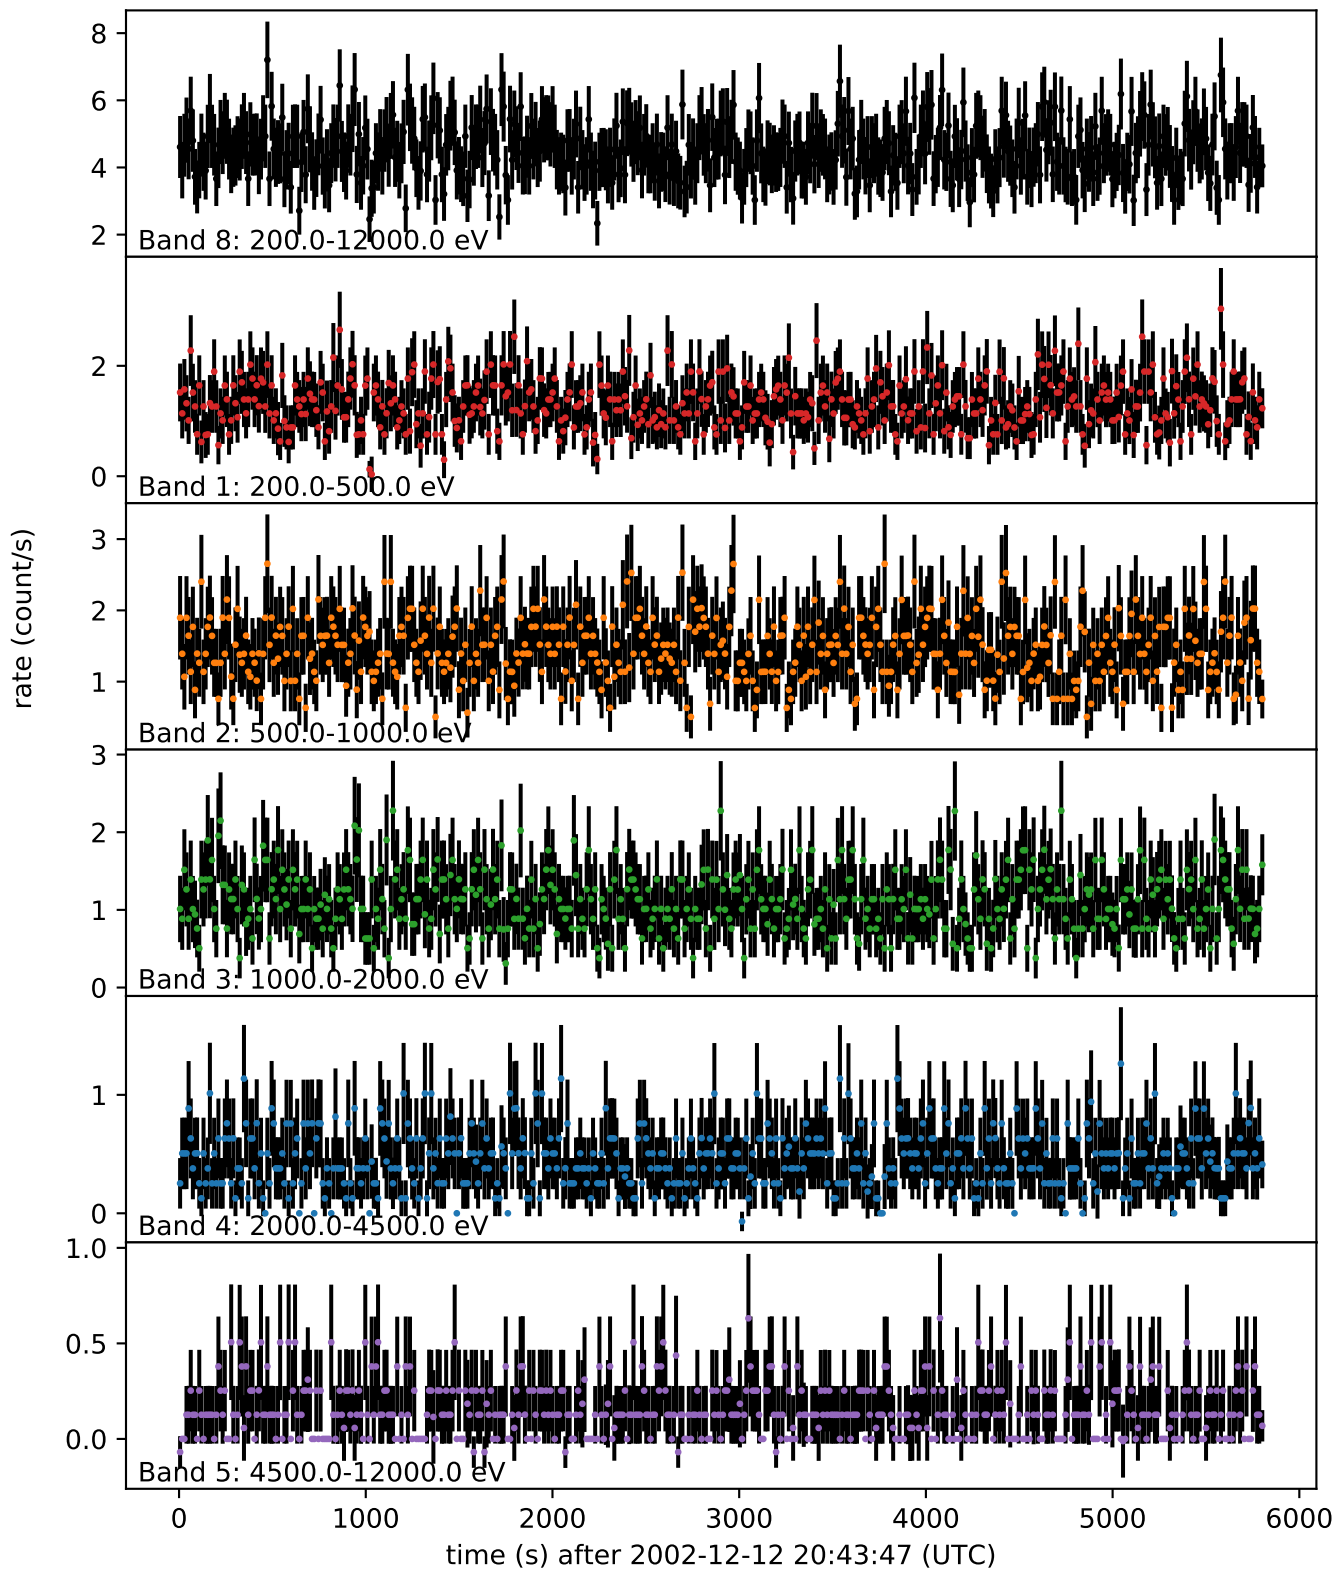 8
6
4
2
Band 8: 200.0-12000.0 eV
2
0
Band 1: 200.0-500.0 eV
rate (count/s)
3
2
1
Band 2: 500.0-1000.0 eV
3
2
1
0
Band 3: 1000.0-2000.0 eV
1
0
Band 4: 2000.0-4500.0 eV
1.0
0.5
0.0
Band 5: 4500.0-12000.0 eV
0 1000 2000 3000 4000 5000 6000
time (s) after 2002-12-12 20:43:47 (UTC)